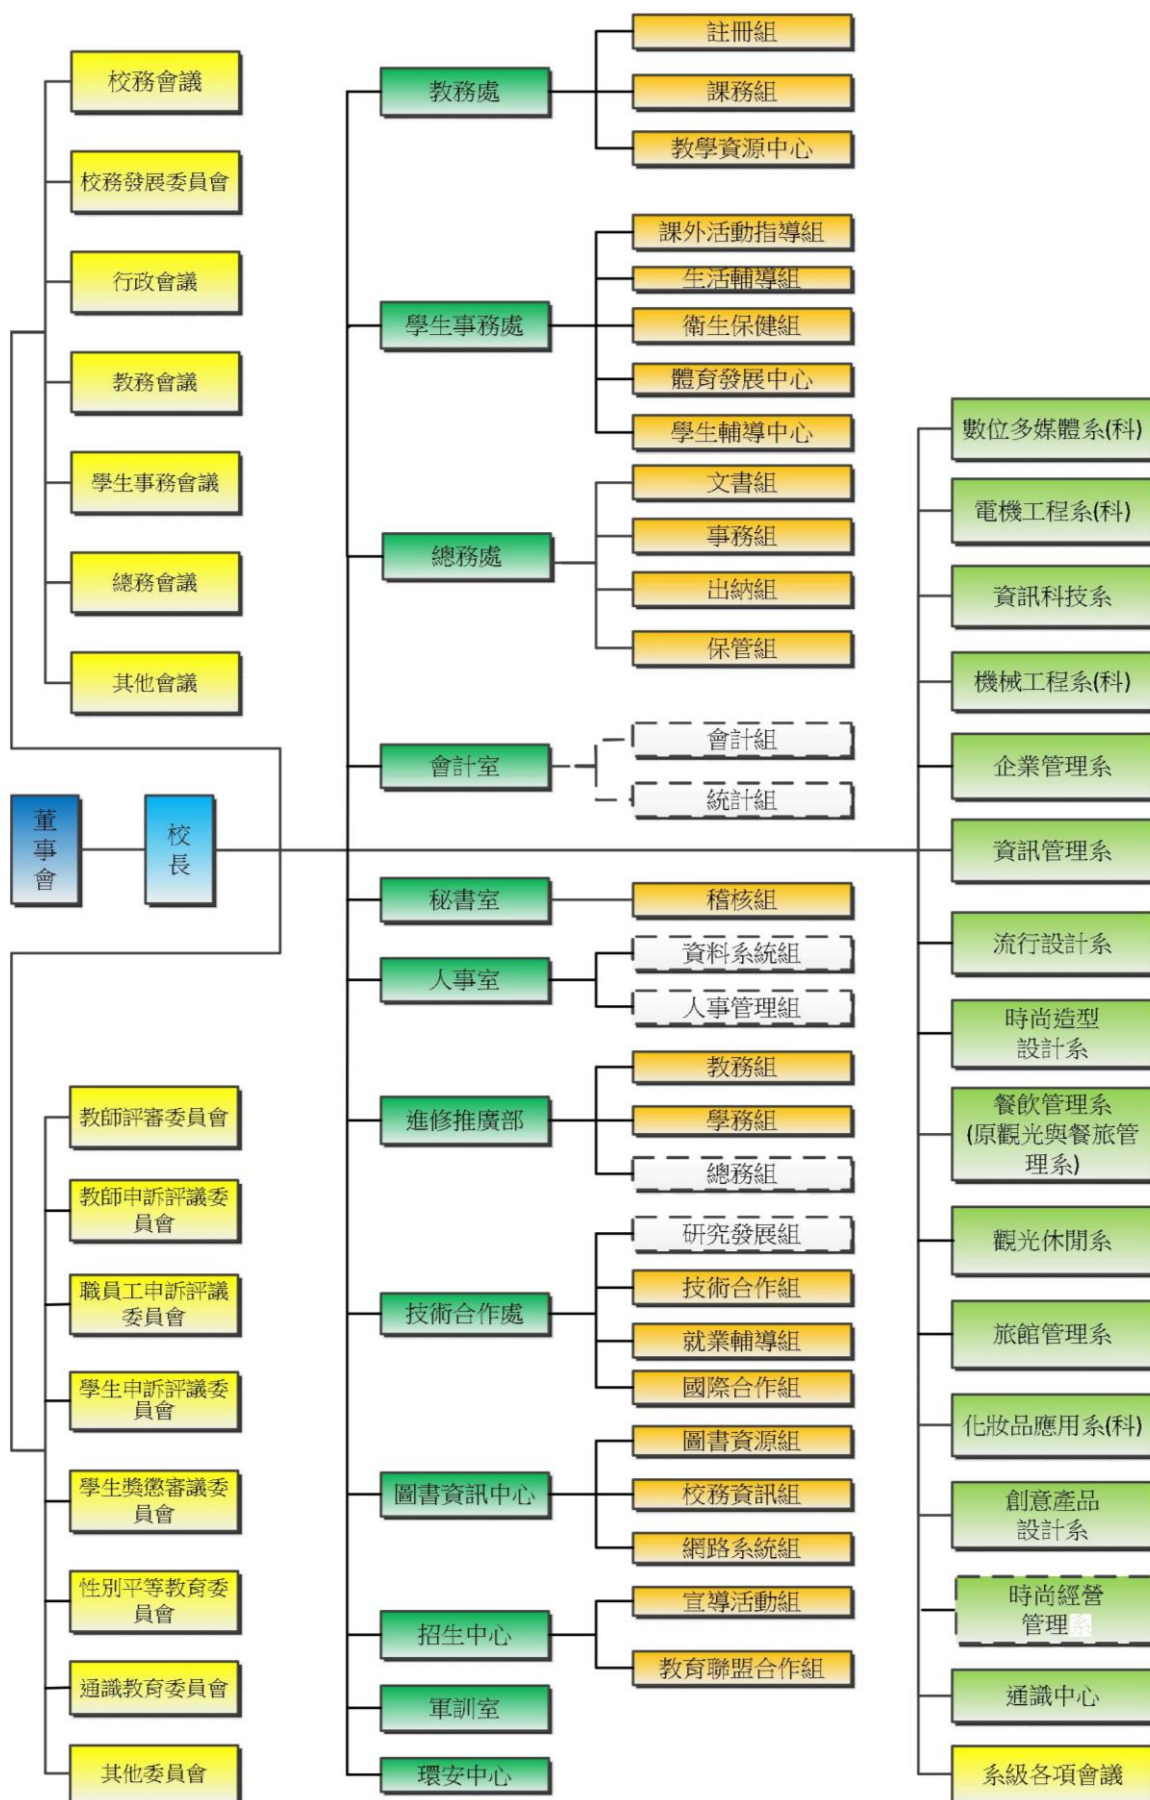 校務會議
校務發展委員會
行政會議
教務會議
學生事務會議
總務會議
其他會議
董
事
會
校
長
教師評審委員會
教師申訴評議委
員會
職員工申訴評議
委員會
學生申訴評議委
員會
學生獎懲審議委
員會
性別平等教育委
員會
通識教育委員會
其他委員會
教務處
註冊組
課務組
教學資源中心
學生事務處
課外活動指導組
生活輔導組
衛生保健組
體育發展中心
學生輔導中心
總務處
文書組
事務組
出納組
保管組
會計室
會計組
統計組
秘書室
稽核組
人事室
資料系統組
人事管理組
進修推廣部
教務組
學務組
總務組
技術合作處
研究發展組
技術合作組
就業輔導組
國際合作組
圖書資訊中心
圖書資源組
校務資訊組
網路系統組
招生中心
宣導活動組
教育聯盟合作組
軍訓室
環安中心
數位多媒體系(科)
電機工程系(科)
資訊科技系
機械工程系(科)
企業管理系
資訊管理系
流行設計系
時尚造型
設計系
餐飲管理系
(原觀光與餐旅管
理系)
觀光休閒系
旅館管理系
化妝品應用系(科)
創意產品
設計系
時尚經營
管理系
通識中心
系級各項會議